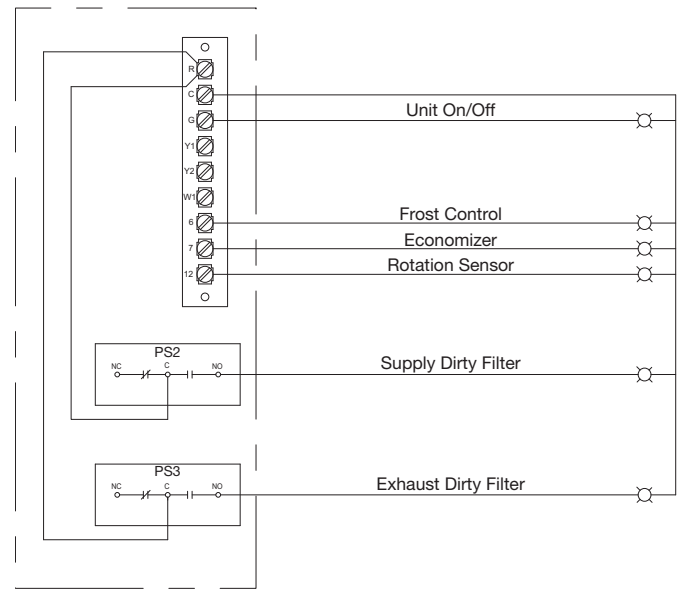 R
C
Unit On/Off
G
Y1
Y2
W1
Frost Control
6
Economizer
7
Rotation Sensor
12
PS2
NC C NO
Supply Dirty Filter
PS3
NC C NO
Exhaust Dirty Filter